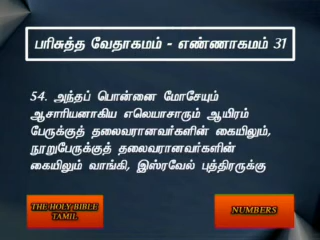 பரிசுத்த வேதாகமம் - எண்ணாகமம் 31
54. அந்தப் பொன்னை மோசேயும்
ஆசாரியனாகிய எலெயாசாரும் ஆயிரம்
பேருக்குத் தலைவரானவர்களின் கையிலும்,
நூறுபேருக்குத் தலைவரானவர்களின்
கையிலும் வாங்கி, இஸ்ரவேல் புத்திரருக்கு
THE HOLY BIBLE
TAMIL
NUMBERS